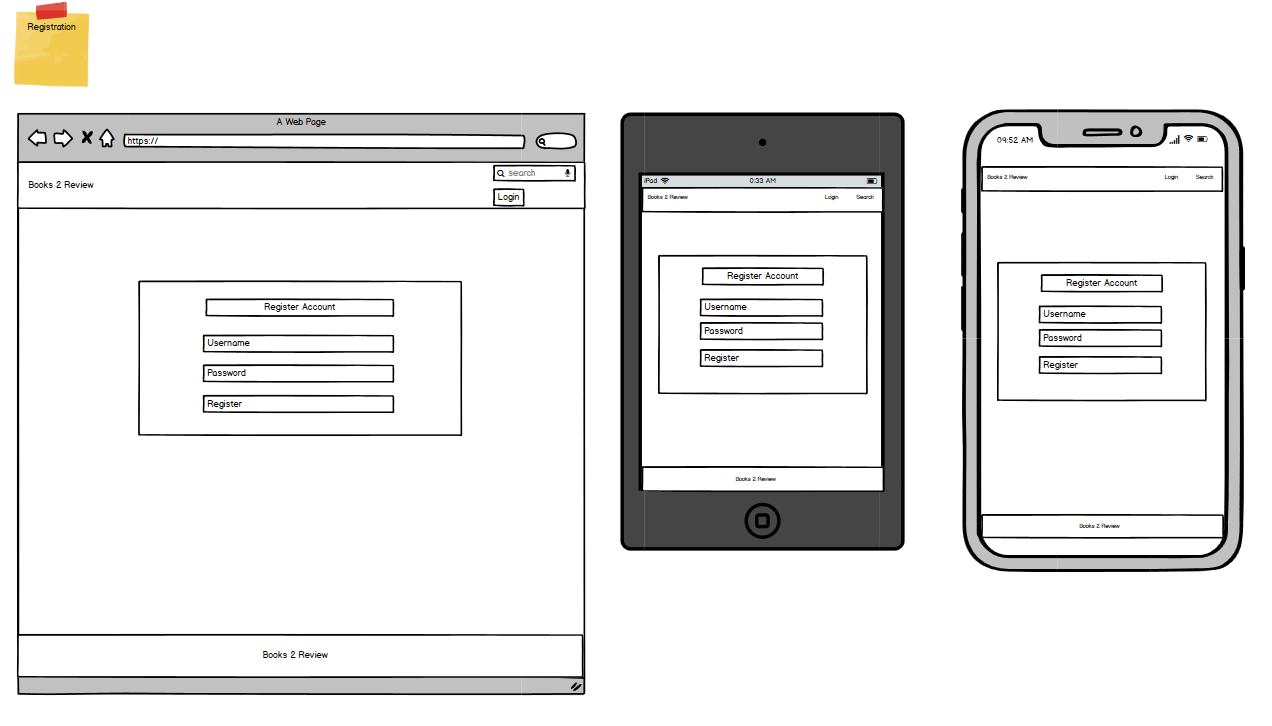 Registration
A Web Page
https://
Books 2 Review
search
Login
Register Account
Username
Password
Register
Books 2 Review
iPad
0:33 AM
Books 2 Review
Login
Search
Register Account
Username
Password
Register
Books 2 Review
09:52 AM
Books 2 Review
Login
Search
Register Account
Username
Password
Register
Books 2 Review